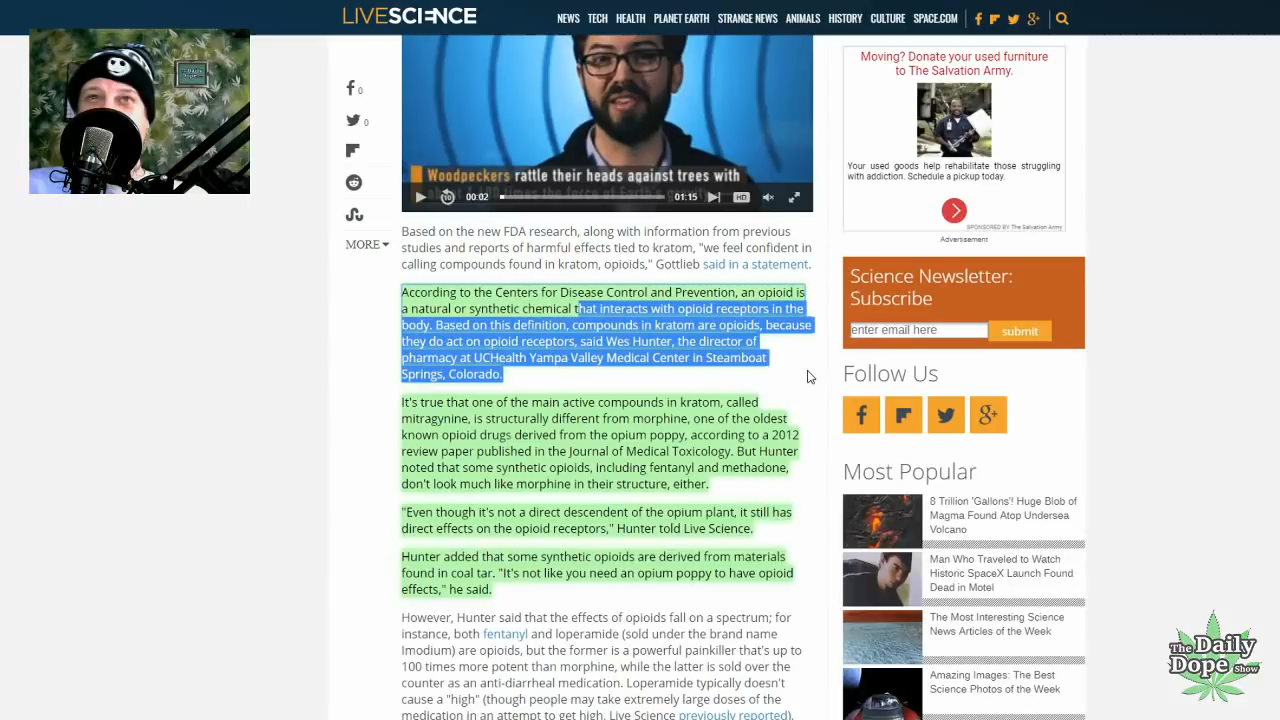 LIVESCIENCE
NEWS TECH HEALTH PLANET EARTH STRANGE NEWS ANIMALS HISTORY CULTURE SPACE.COM
The Daily Dope
0
0
MORE
Woodpeckers rattle their heads against trees with
10 00:02 01:15 HD
Based on the new FDA research, along with information from previous
studies and reports of harmful effects tied to kratom, "we feel confident in
calling compounds found in kratom, opioids," Gottlieb said in a statement.
According to the Centers for Disease Control and Prevention, an opioid is
a natural or synthetic chemical that interacts with opioid receptors in the
body. Based on this definition, compounds in kratom are opioids, because
they do act on opioid receptors, said Wes Hunter, the director of
pharmacy at UCHealth Yampa Valley Medical Center in Steamboat
Springs, Colorado.
It's true that one of the main active compounds in kratom, called
mitragynine, is structurally different from morphine, one of the oldest
known opioid drugs derived from the opium poppy, according to a 2012
review paper published in the Journal of Medical Toxicology. But Hunter
noted that some synthetic opioids, including fentanyl and methadone,
don't look much like morphine in their structure, either.
"Even though it's not a direct descendent of the opium plant, it still has
direct effects on the opioid receptors," Hunter told Live Science.
Hunter added that some synthetic opioids are derived from materials
found in coal tar. "It's not like you need an opium poppy to have opioid
effects," he said.
However, Hunter said that the effects of opioids fall on a spectrum; for
instance, both fentanyl and loperamide (sold under the brand name
Imodium) are opioids, but the former is a powerful painkiller that's up to
100 times more potent than morphine, while the latter is sold over the
counter as an anti-diarrheal medication. Loperamide typically doesn't
cause a "high" (though people may take extremely large doses of the
medication in an attempt to get high, Live Science previously reported).
Moving? Donate your used furniture
to The Salvation Army.
Your used goods help rehabilitate those struggling
with addiction. Schedule a pickup today.
SPONSORED BY The Salvation Army
Advertisement
Science Newsletter:
Subscribe
enter email here submit
Follow Us
Most Popular
8 Trillion 'Gallons'! Huge Blob of
Magma Found Atop Undersea
Volcano
Man Who Traveled to Watch
Historic SpaceX Launch Found
Dead in Motel
The Most Interesting Science
News Articles of the Week
Amazing Images: The Best
Science Photos of the Week
The Daily
Dope Show